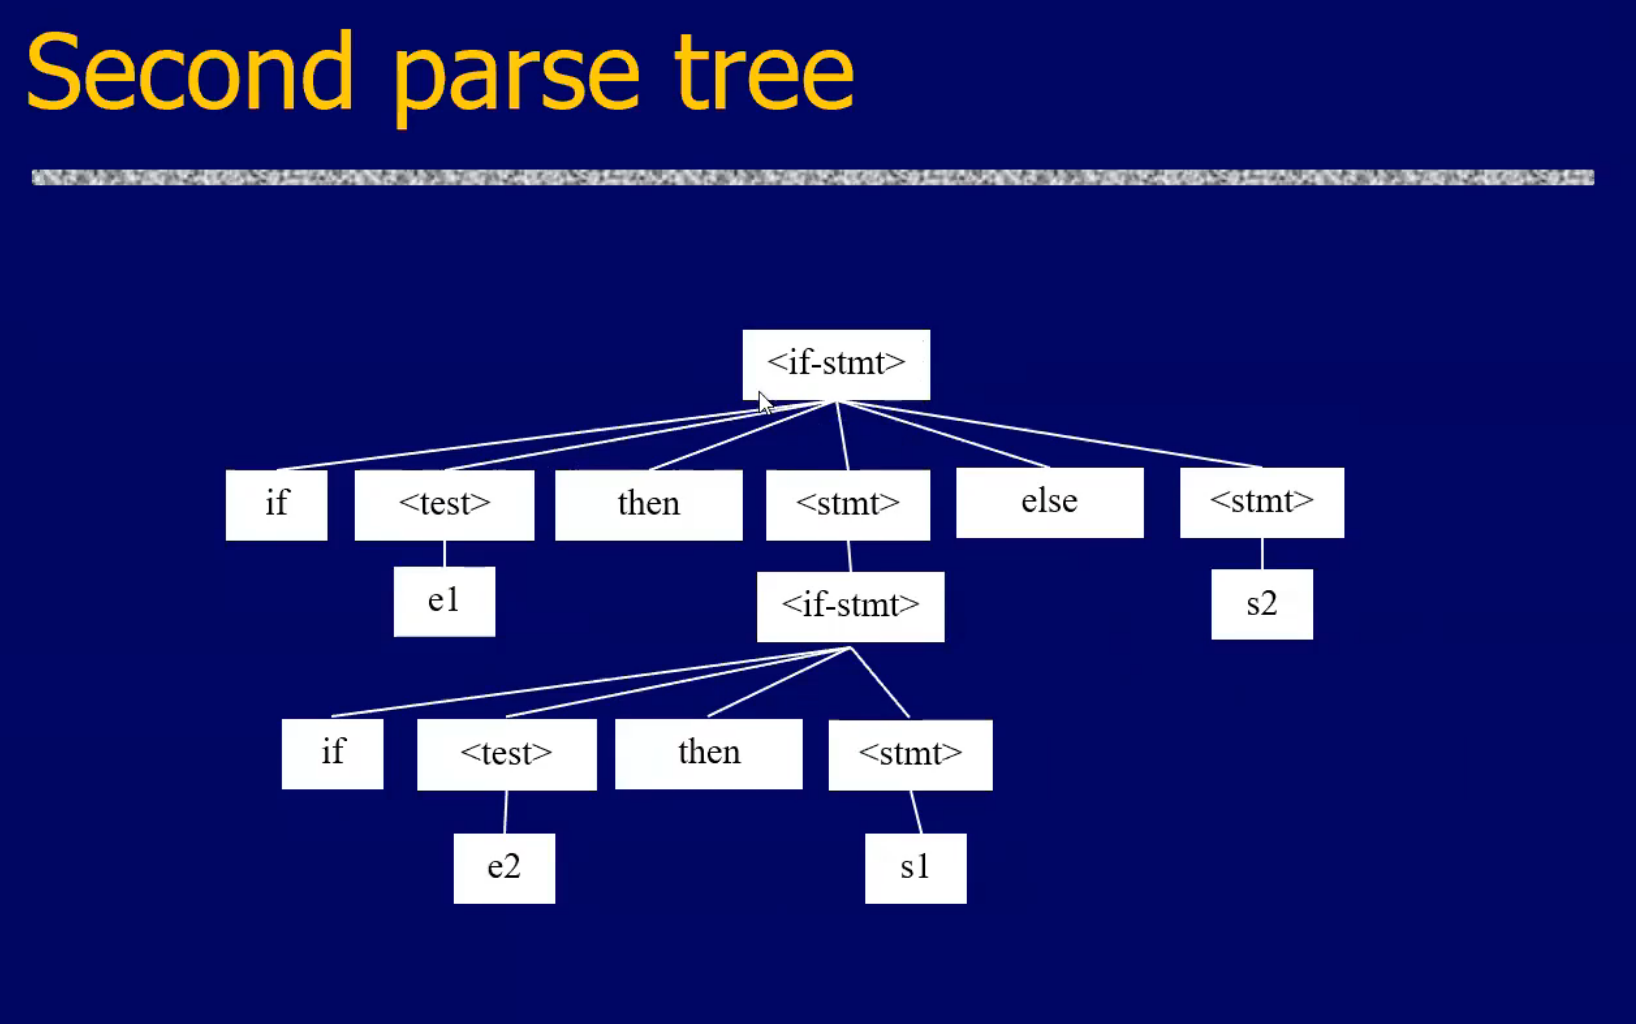 Second parse tree
<if-stmt>
if <test> then <stmt> else <stmt>
e1 <if-stmt> s2
if <test> then <stmt>
e2 s1